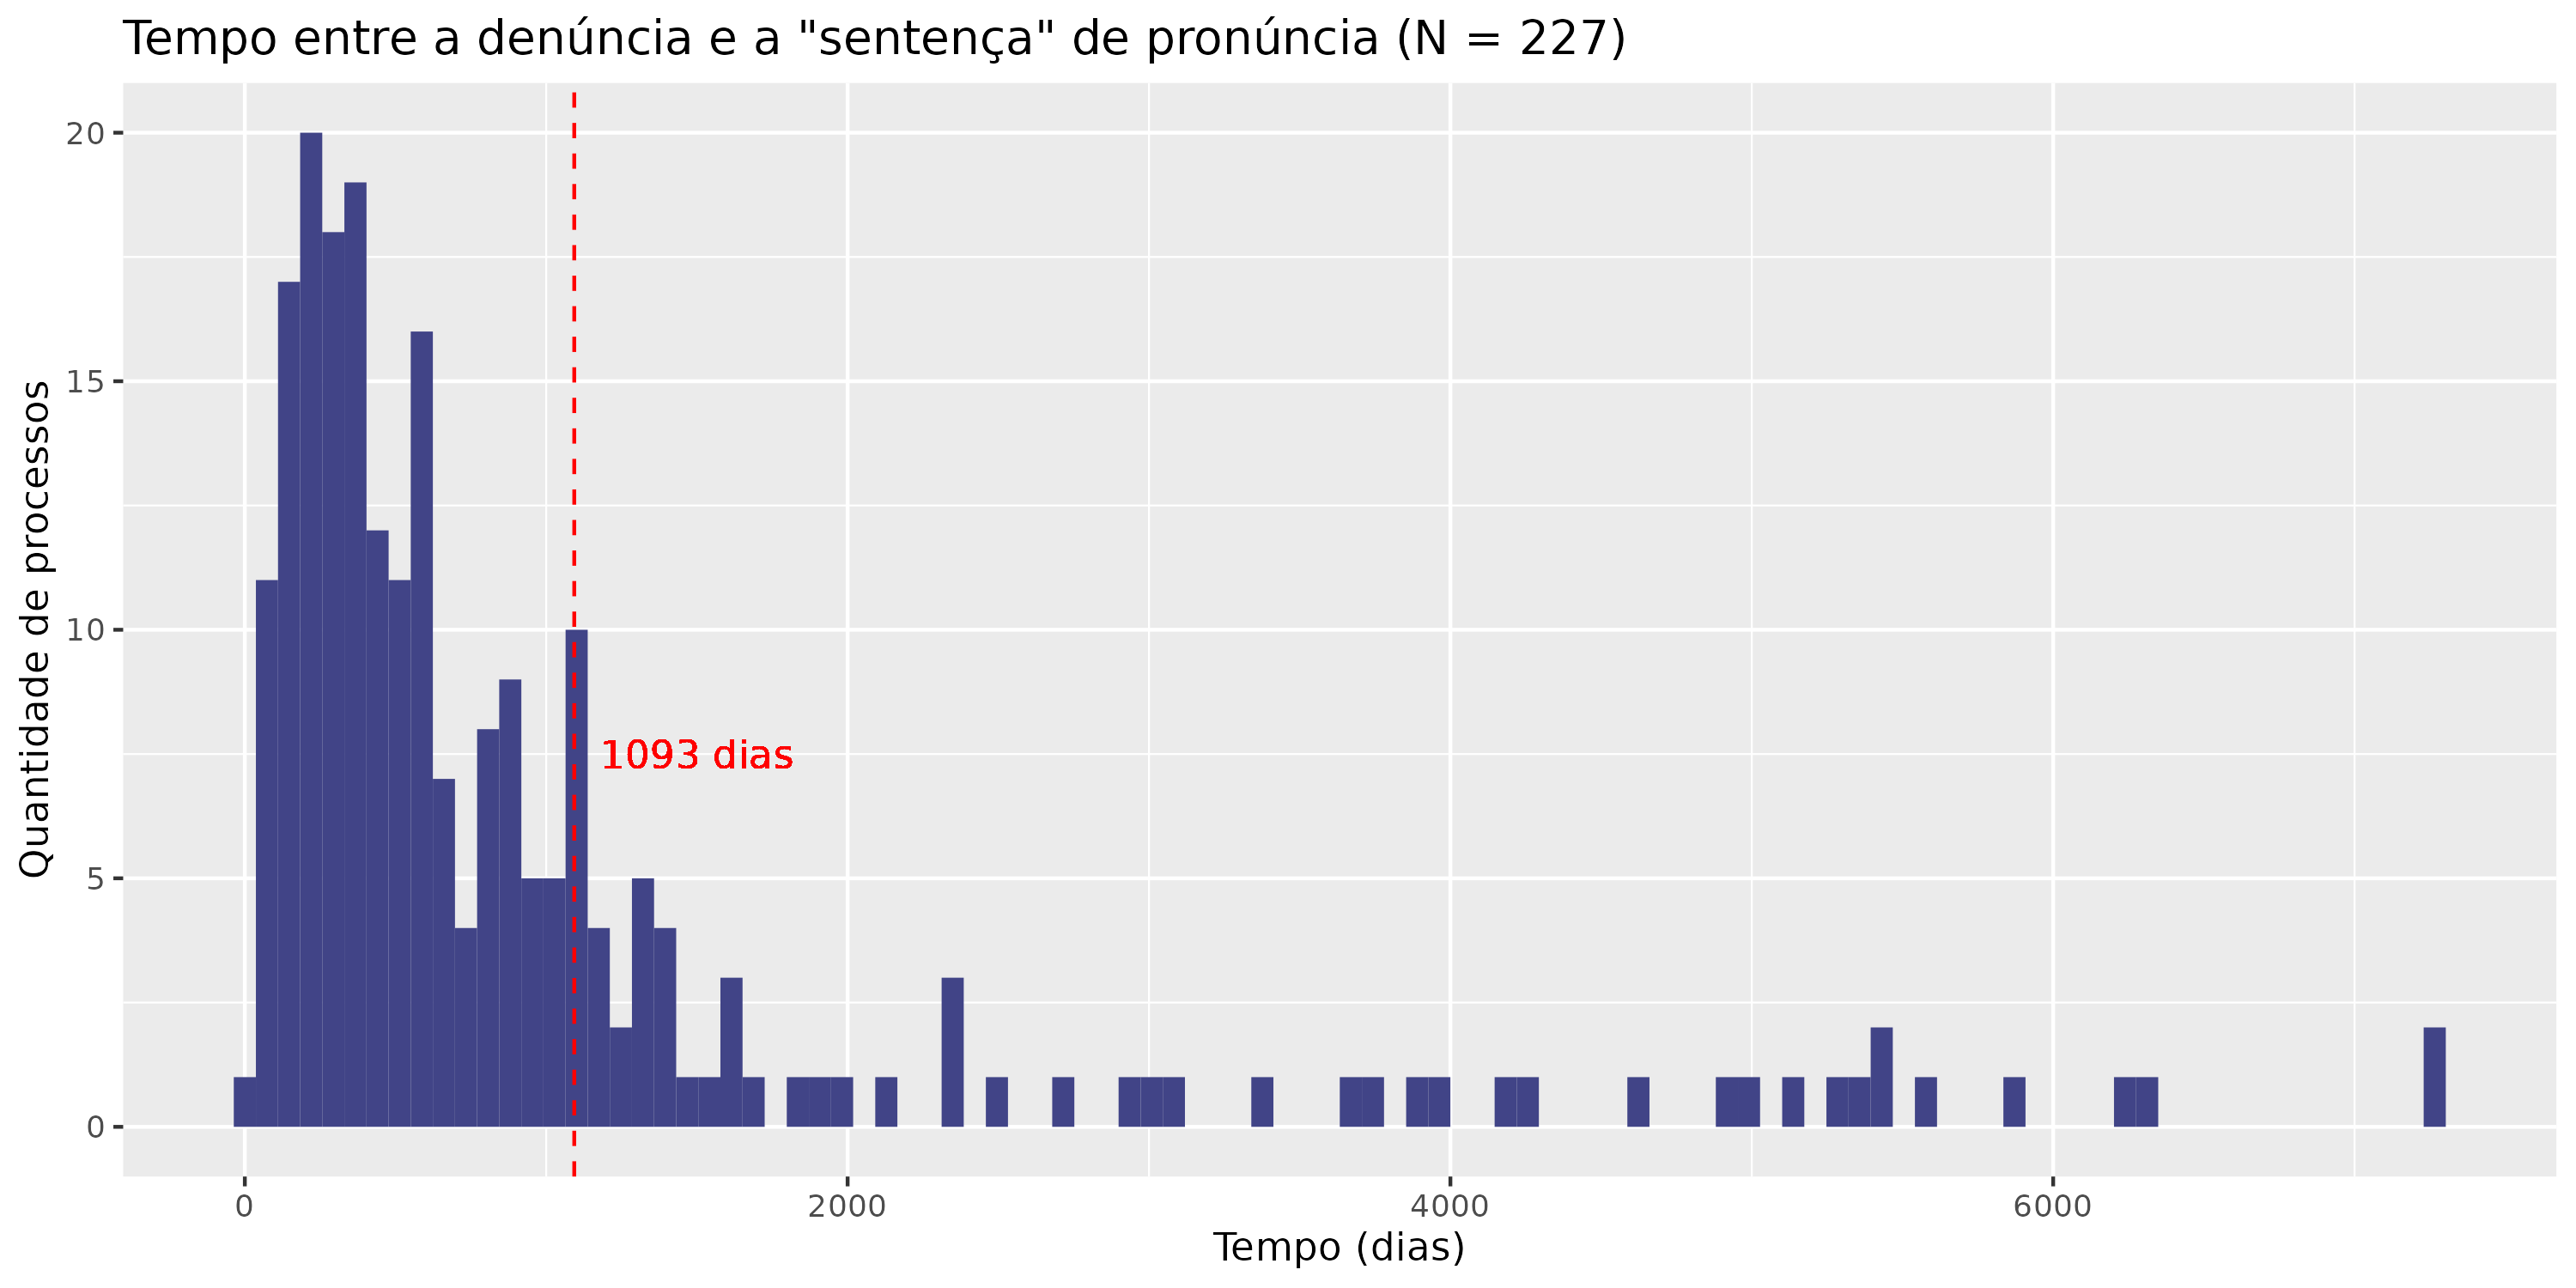 Tempo entre a denúncia e a "sentença" de pronúncia (N = 227)
Quantidade de processos
20
15
10
5
0
1093 dias
0 2000 4000 6000
Tempo (dias)